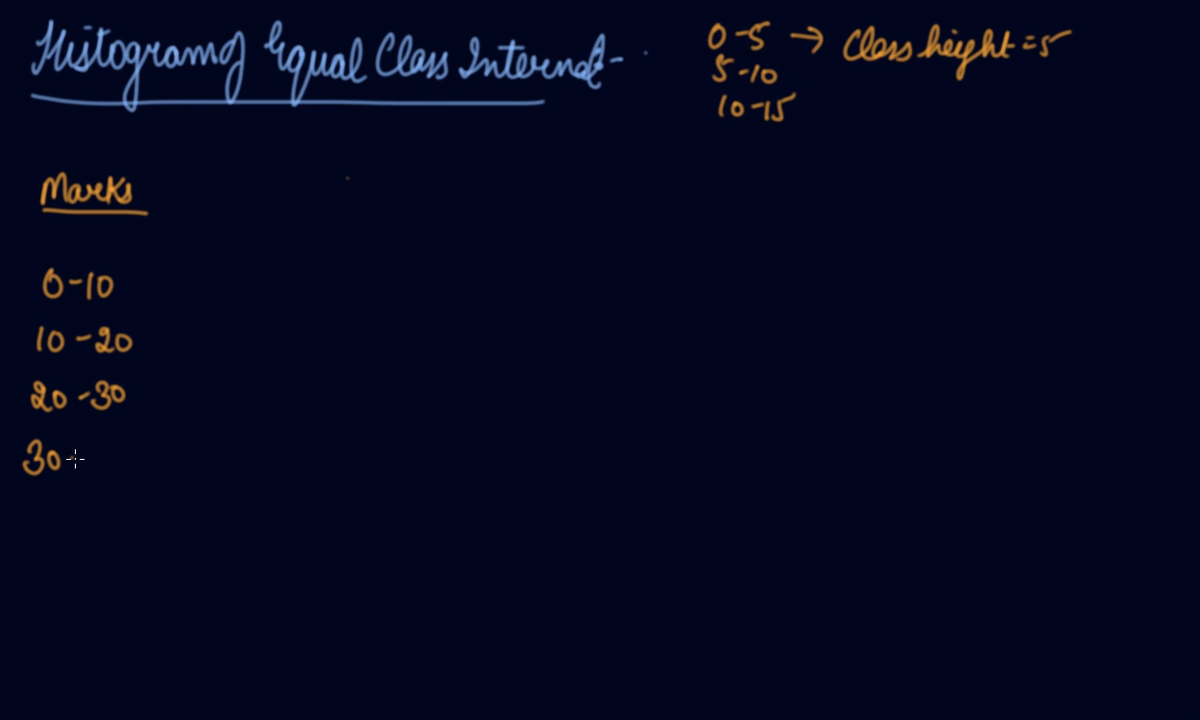 Histogram of Equal Class Interval-
0-5 → Class height = 5
5-10
10-15
Marks
0-10
10-20
20-30
30-